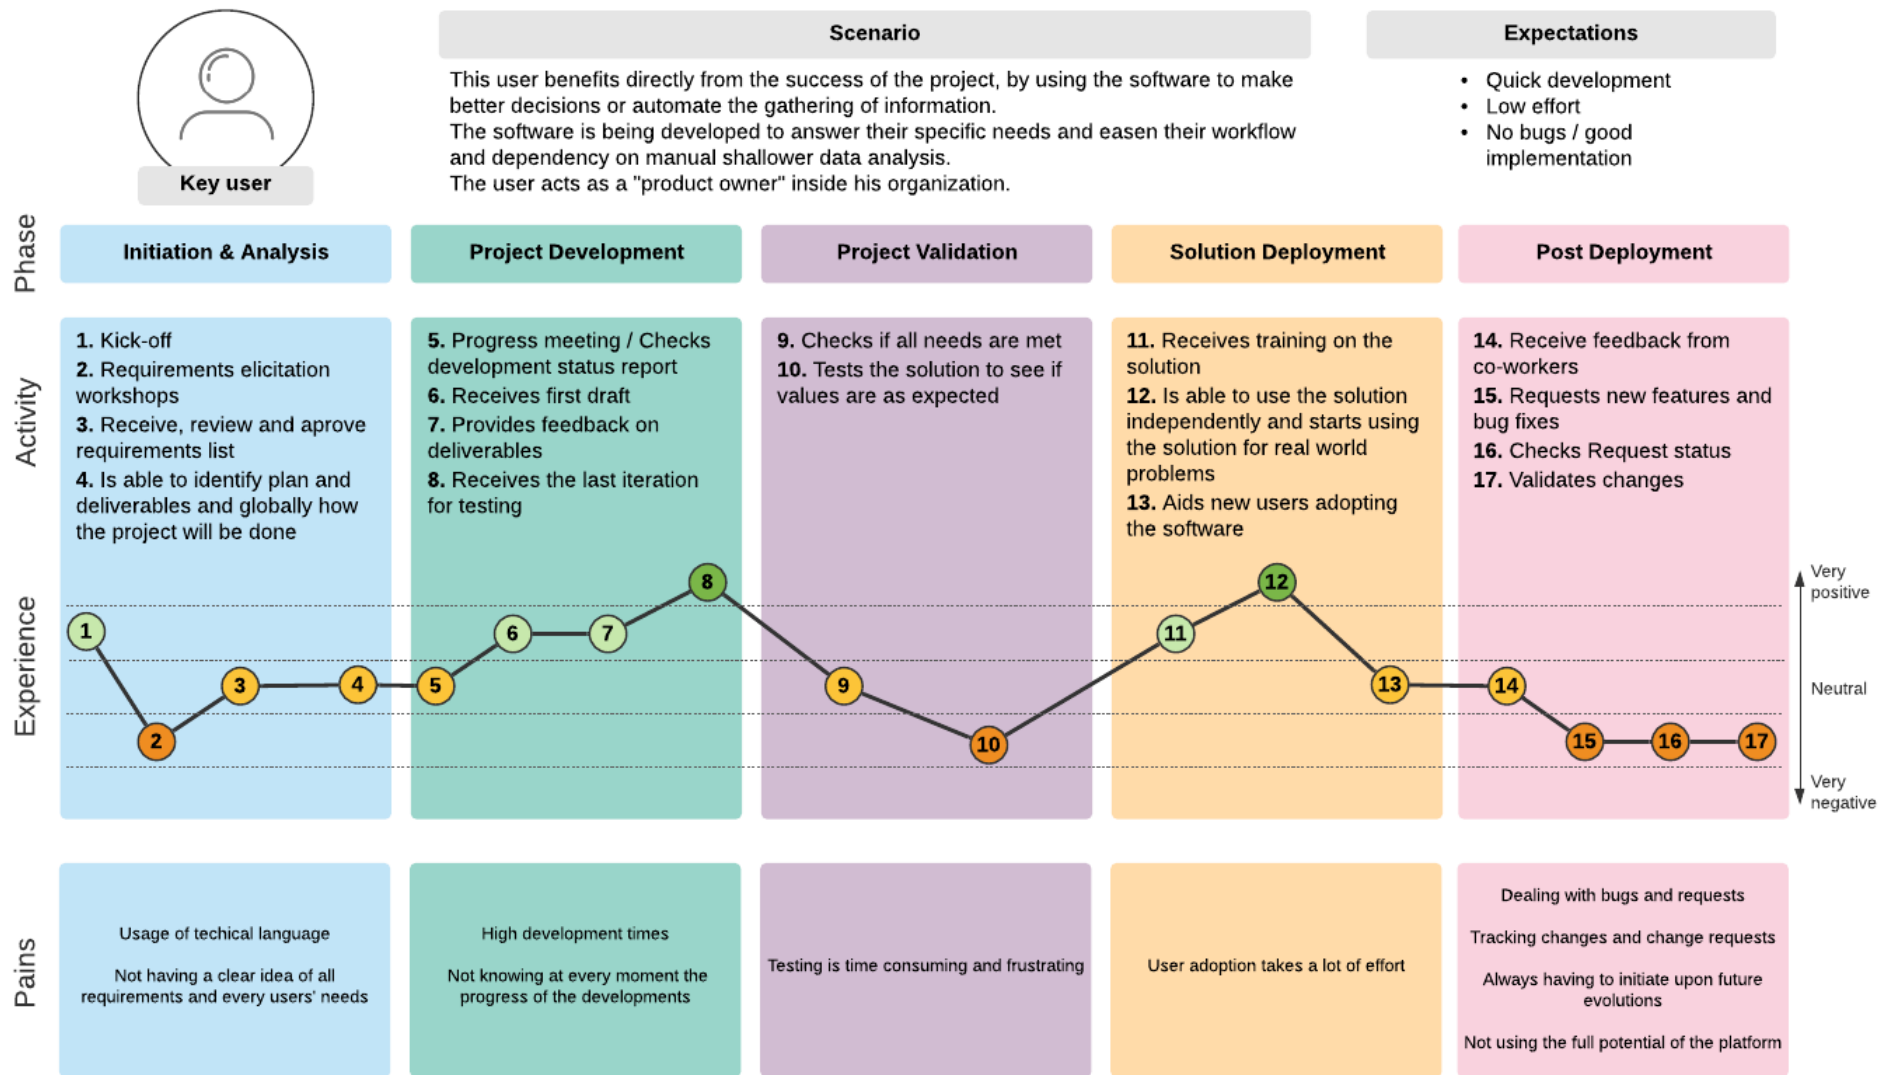 Scenario
Expectations
This user benefits directly from the success of the project, by using the software to make
better decisions or automate the gathering of information.
The software is being developed to answer their specific needs and easen their workflow
and dependency on manual shallower data analysis.
The user acts as a "product owner" inside his organization.
• Quick development
• Low effort
• No bugs / good
implementation
Key user
Phase
Initiation & Analysis
Project Development
Project Validation
Solution Deployment
Post Deployment
Activity
1. Kick-off
2. Requirements elicitation
workshops
3. Receive, review and aprove
requirements list
4. Is able to identify plan and
deliverables and globally how
the project will be done
5. Progress meeting / Checks
development status report
6. Receives first draft
7. Provides feedback on
deliverables
8. Receives the last iteration
for testing
9. Checks if all needs are met
10. Tests the solution to see if
values are as expected
11. Receives training on the
solution
12. Is able to use the solution
independently and starts using
the solution for real world
problems
13. Aids new users adopting
the software
14. Receive feedback from
co-workers
15. Requests new features and
bug fixes
16. Checks Request status
17. Validates changes
Experience
1
2
3
4
5
6
7
8
9
10
11
12
13
14
15
16
17
Very
positive
Neutral
Very
negative
Pains
Usage of techical language
Not having a clear idea of all
requirements and every users' needs
High development times
Not knowing at every moment the
progress of the developments
Testing is time consuming and frustrating
User adoption takes a lot of effort
Dealing with bugs and requests
Tracking changes and change requests
Always having to initiate upon future
evolutions
Not using the full potential of the platform